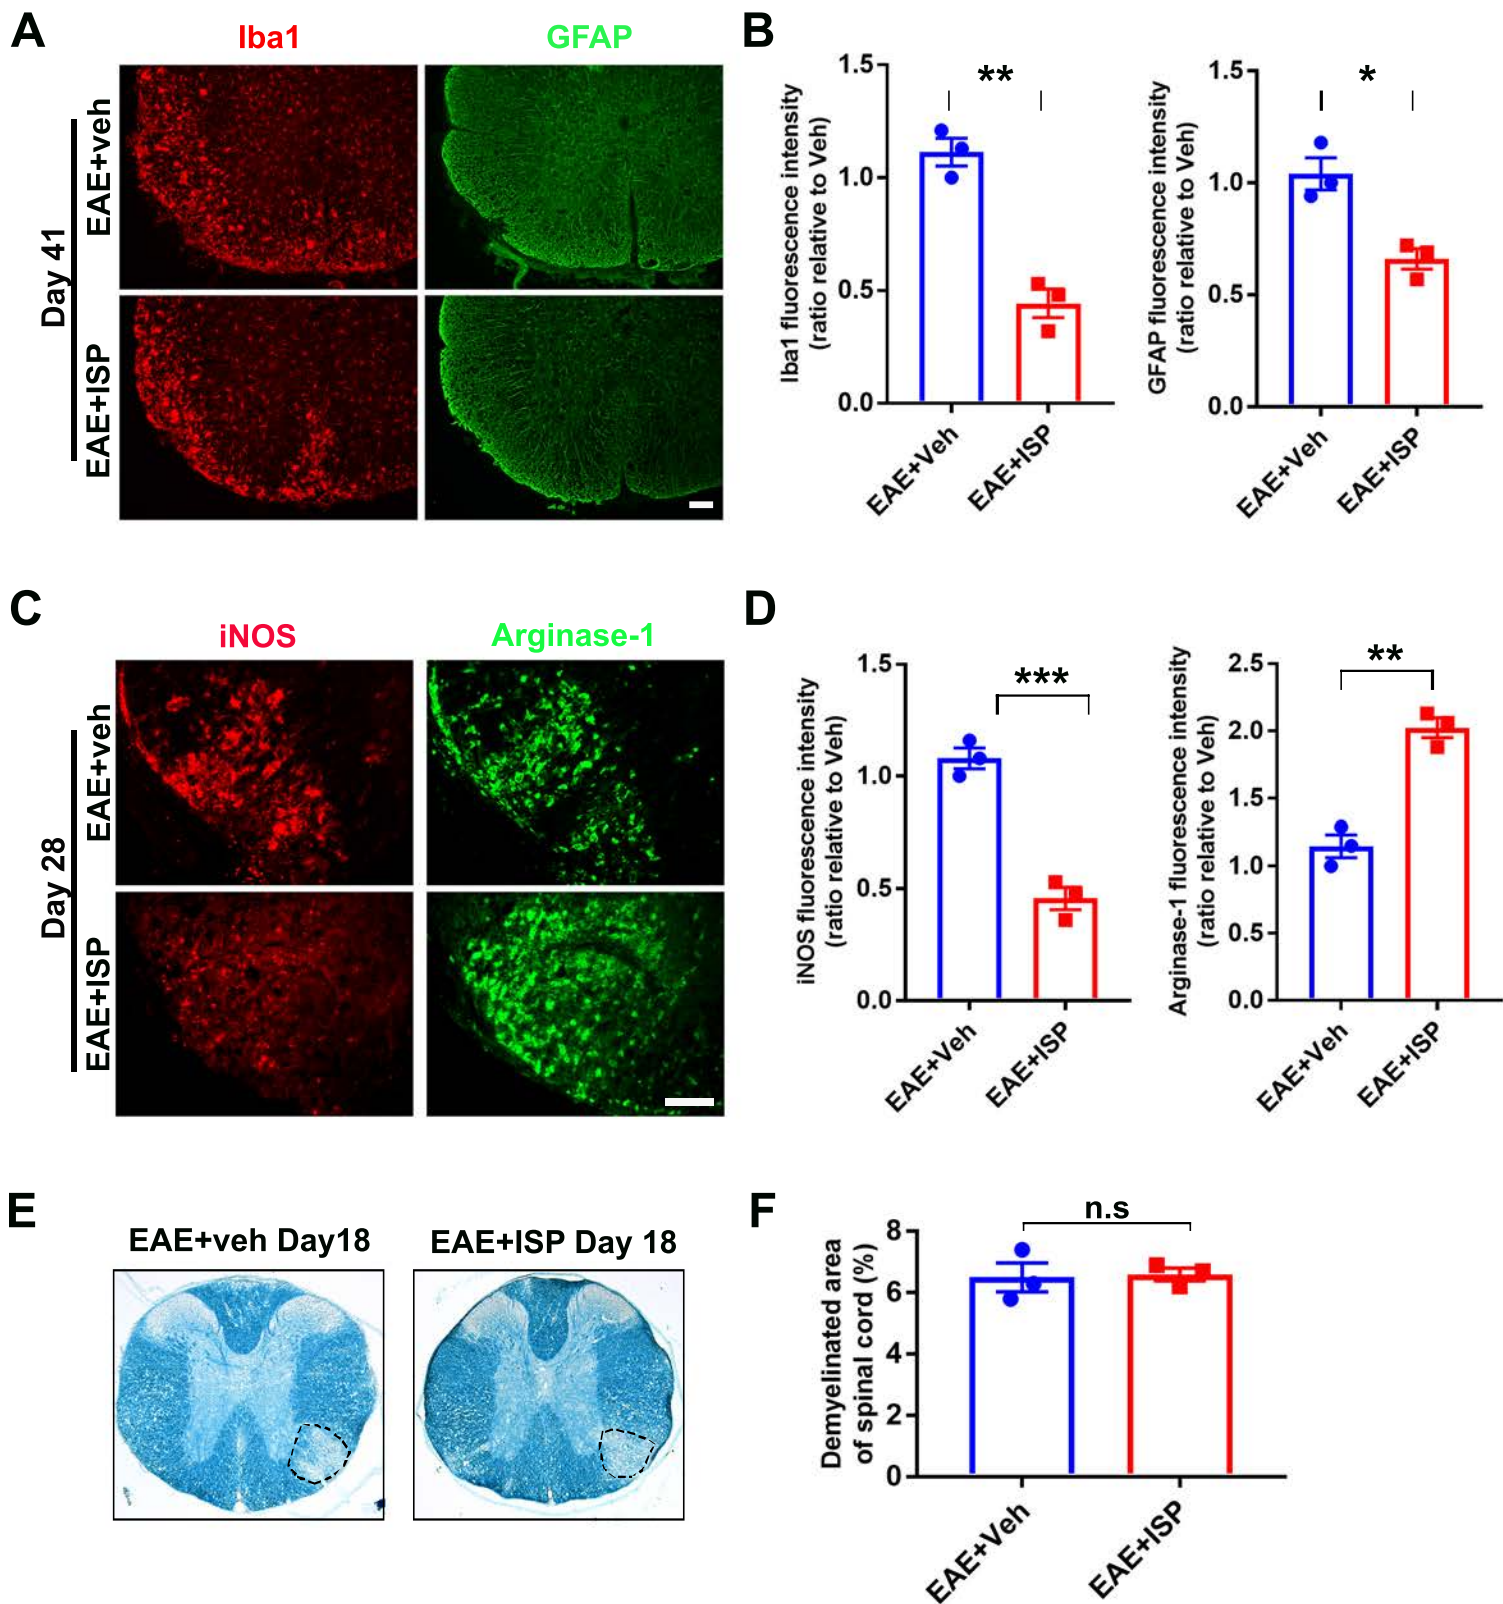 A
Iba1
GFAP
Day 41
EAE+veh
EAE+ISP
B
Iba1 fluorescence intensity
(ratio relative to Veh)
1.5
1.0
0.5
0.0
**
EAE+Veh
EAE+ISP
GFAP fluorescence intensity
(ratio relative to Veh)
1.5
1.0
0.5
0.0
*
EAE+Veh
EAE+ISP
C
iNOS
Arginase-1
Day 28
EAE+veh
EAE+ISP
D
iNOS fluorescence intensity
(ratio relative to Veh)
1.5
1.0
0.5
0.0
***
EAE+Veh
EAE+ISP
Arginase-1 fluorescence intensity
(ratio relative to Veh)
2.5
2.0
1.5
1.0
0.5
0.0
**
EAE+Veh
EAE+ISP
E
EAE+veh Day18
EAE+ISP Day 18
F
Demyelinated area
of spinal cord (%)
8
6
4
2
0
n.s
EAE+Veh
EAE+ISP